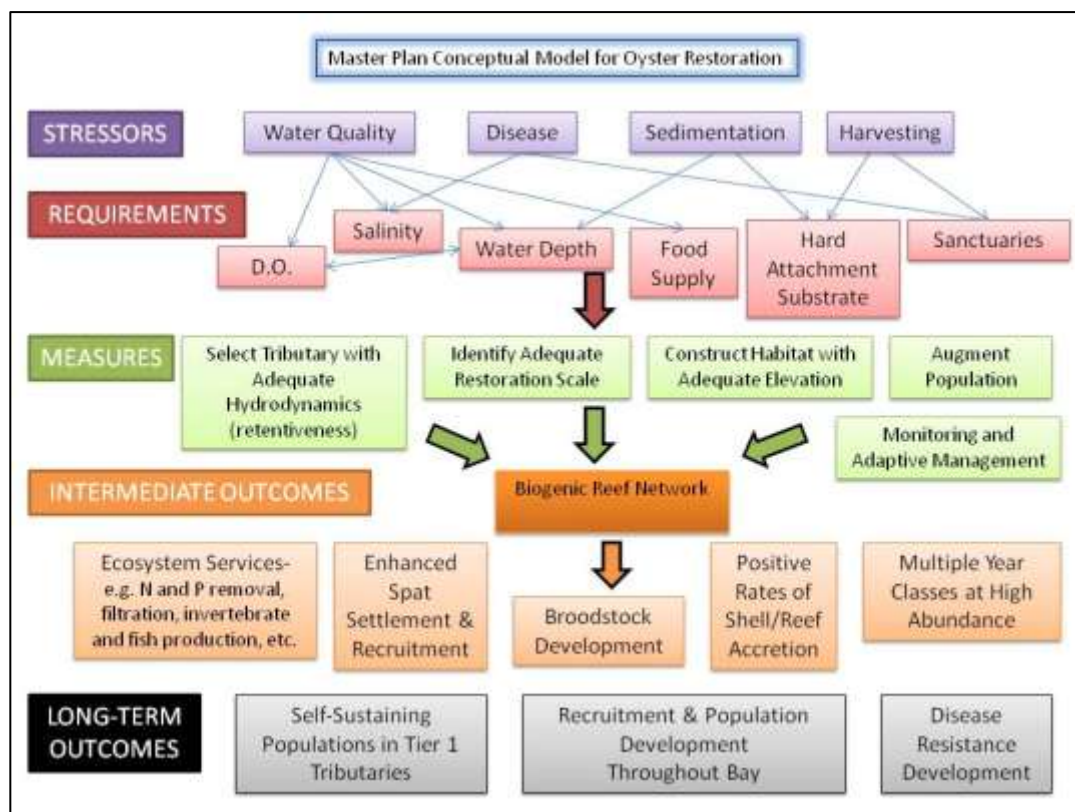 Master Plan Conceptual Model for Oyster Restoration
STRESSORS
Water Quality
Disease
Sedimentation
Harvesting
REQUIREMENTS
Salinity
D.O.
Water Depth
Food
Supply
Hard
Attachment
Substrate
Sanctuaries
MEASURES
Select Tributary with
Adequate
Hydrodynamics
(retentiveness)
Identify Adequate
Restoration Scale
Construct Habitat with
Adequate Elevation
Augment
Population
Monitoring and
Adaptive Management
INTERMEDIATE OUTCOMES
Biogenic Reef Network
Ecosystem Services-
e.g. N and P removal,
filtration, invertebrate
and fish production, etc.
Enhanced
Spat
Settlement &
Recruitment
Broodstock
Development
Positive
Rates of
Shell/Reef
Accretion
Multiple Year
Classes at High
Abundance
LONG-TERM
OUTCOMES
Self-Sustaining
Populations in Tier 1
Tributaries
Recruitment & Population
Development
Throughout Bay
Disease
Resistance
Development